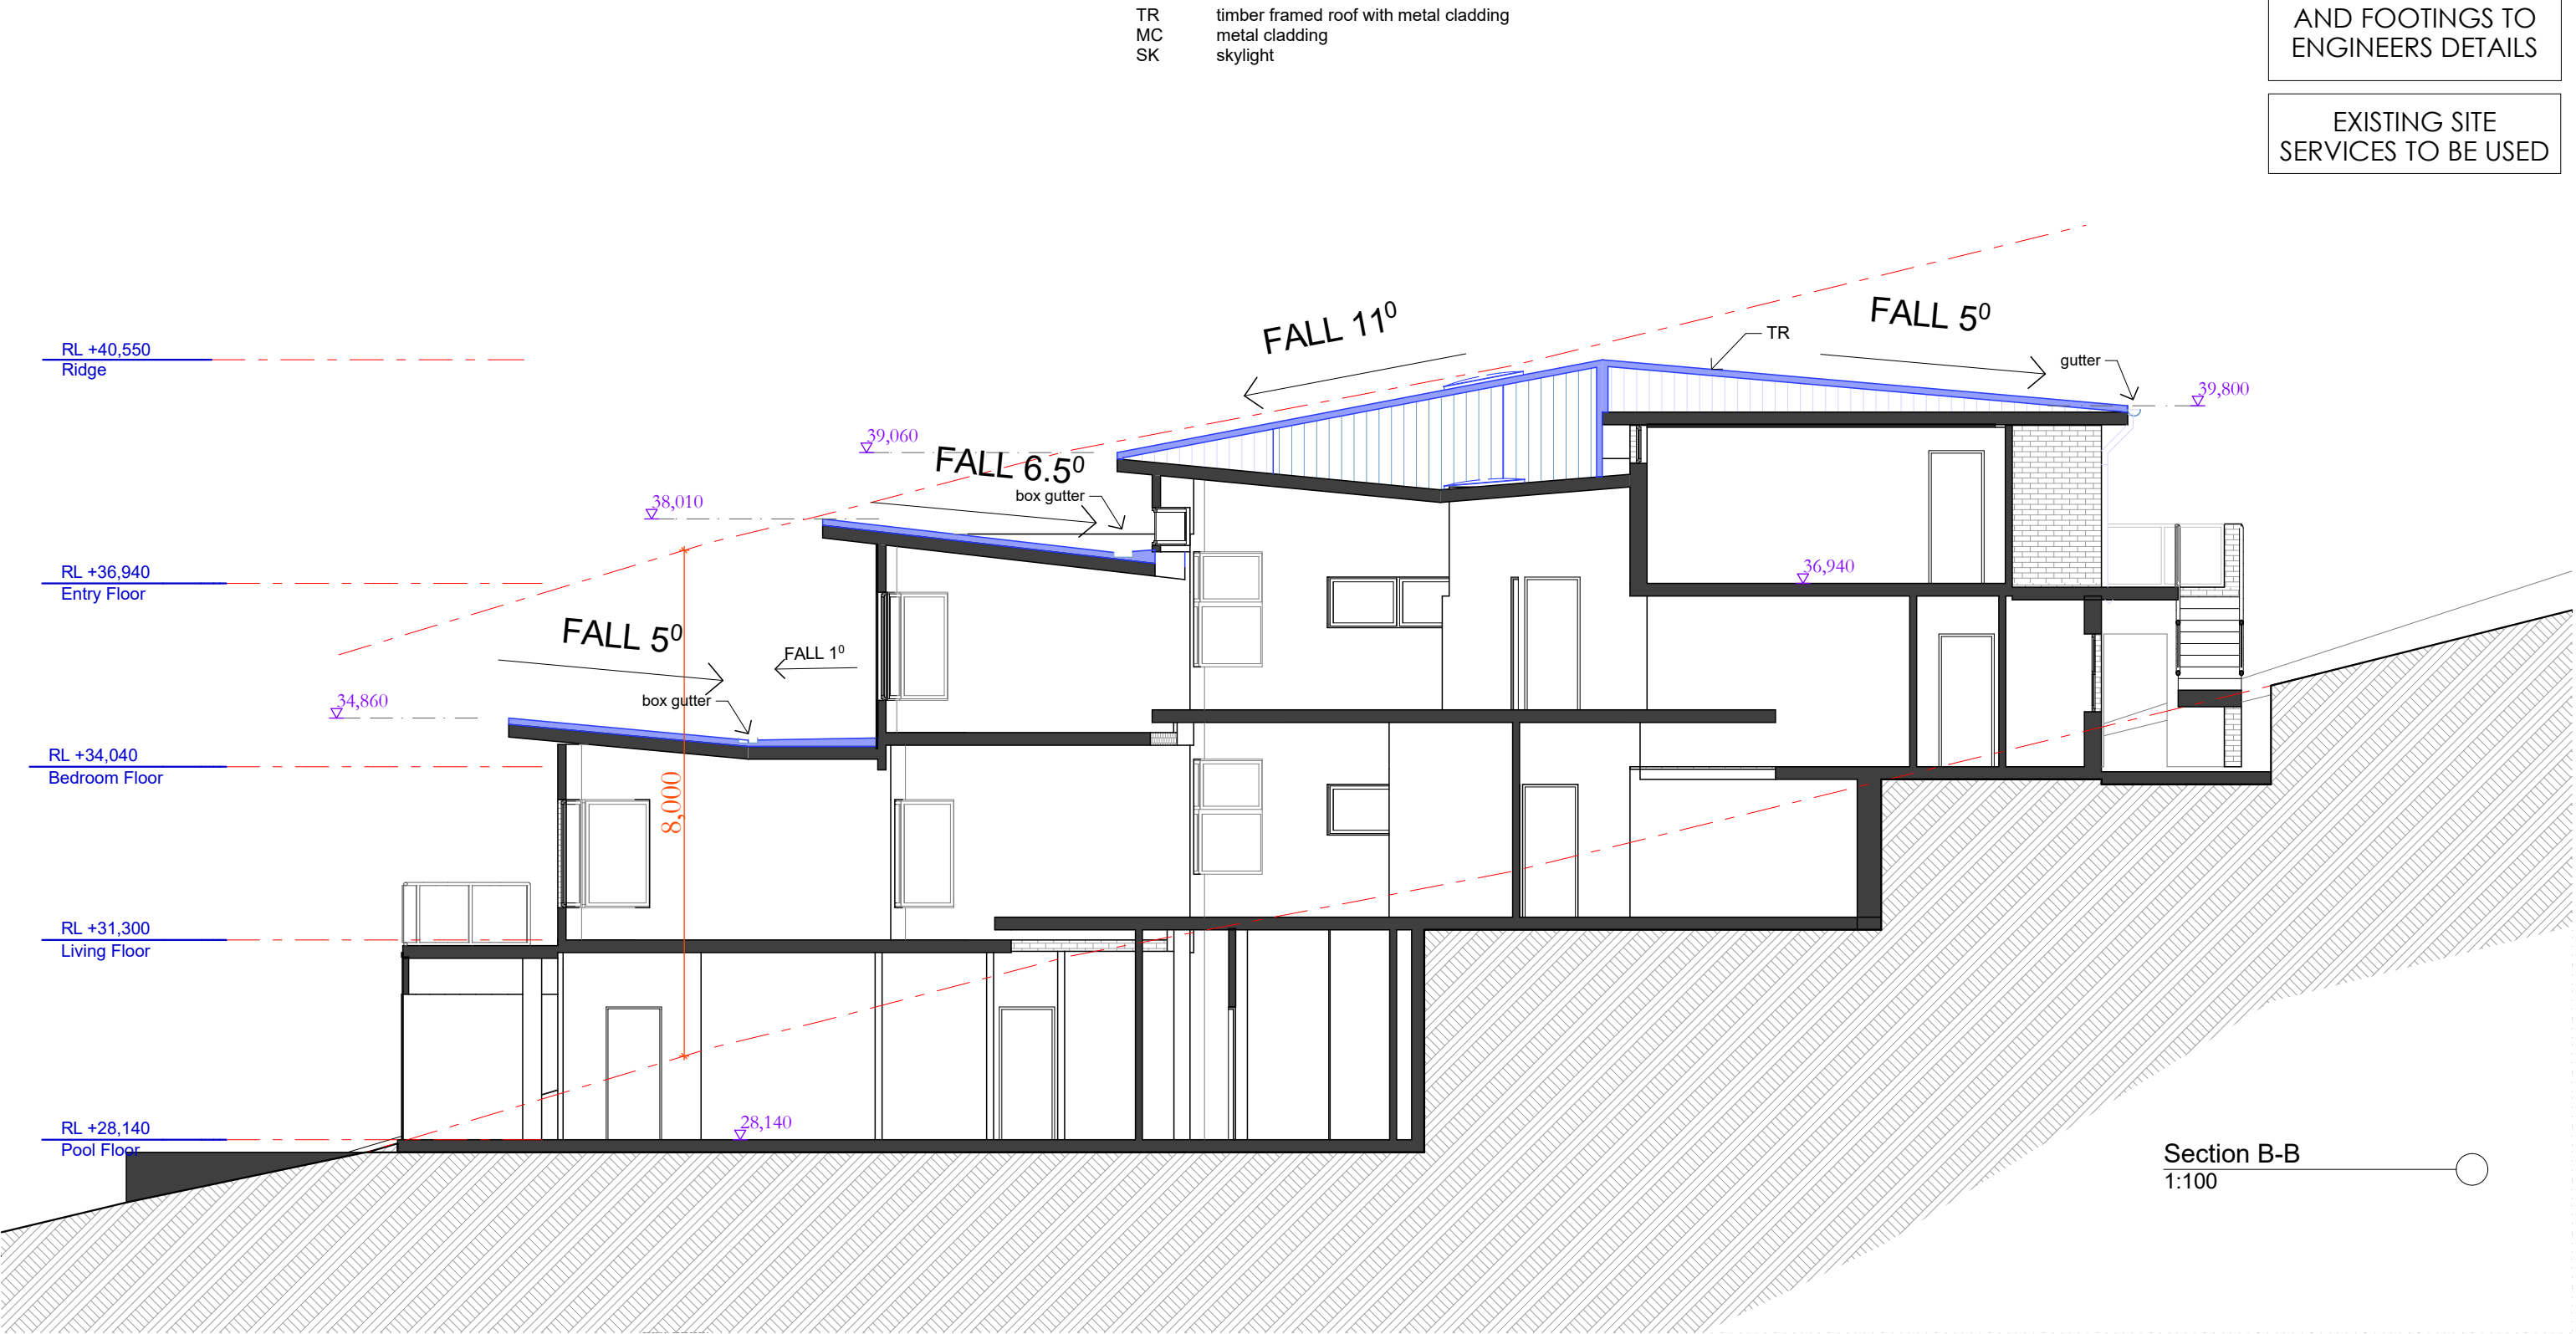 TR timber framed roof with metal cladding
MC metal cladding
SK skylight
AND FOOTINGS TO
ENGINEERS DETAILS
EXISTING SITE
SERVICES TO BE USED
FALL 11⁰
FALL 5⁰
TR
gutter
RL +40,550
Ridge
39,800
39,060
FALL 6.5⁰
box gutter
38,010
RL +36,940
Entry Floor
36,940
FALL 5⁰
FALL 1⁰
34,860
box gutter
RL +34,040
Bedroom Floor
8,000
RL +31,300
Living Floor
RL +28,140
Pool Floor
28,140
Section B-B
1:100